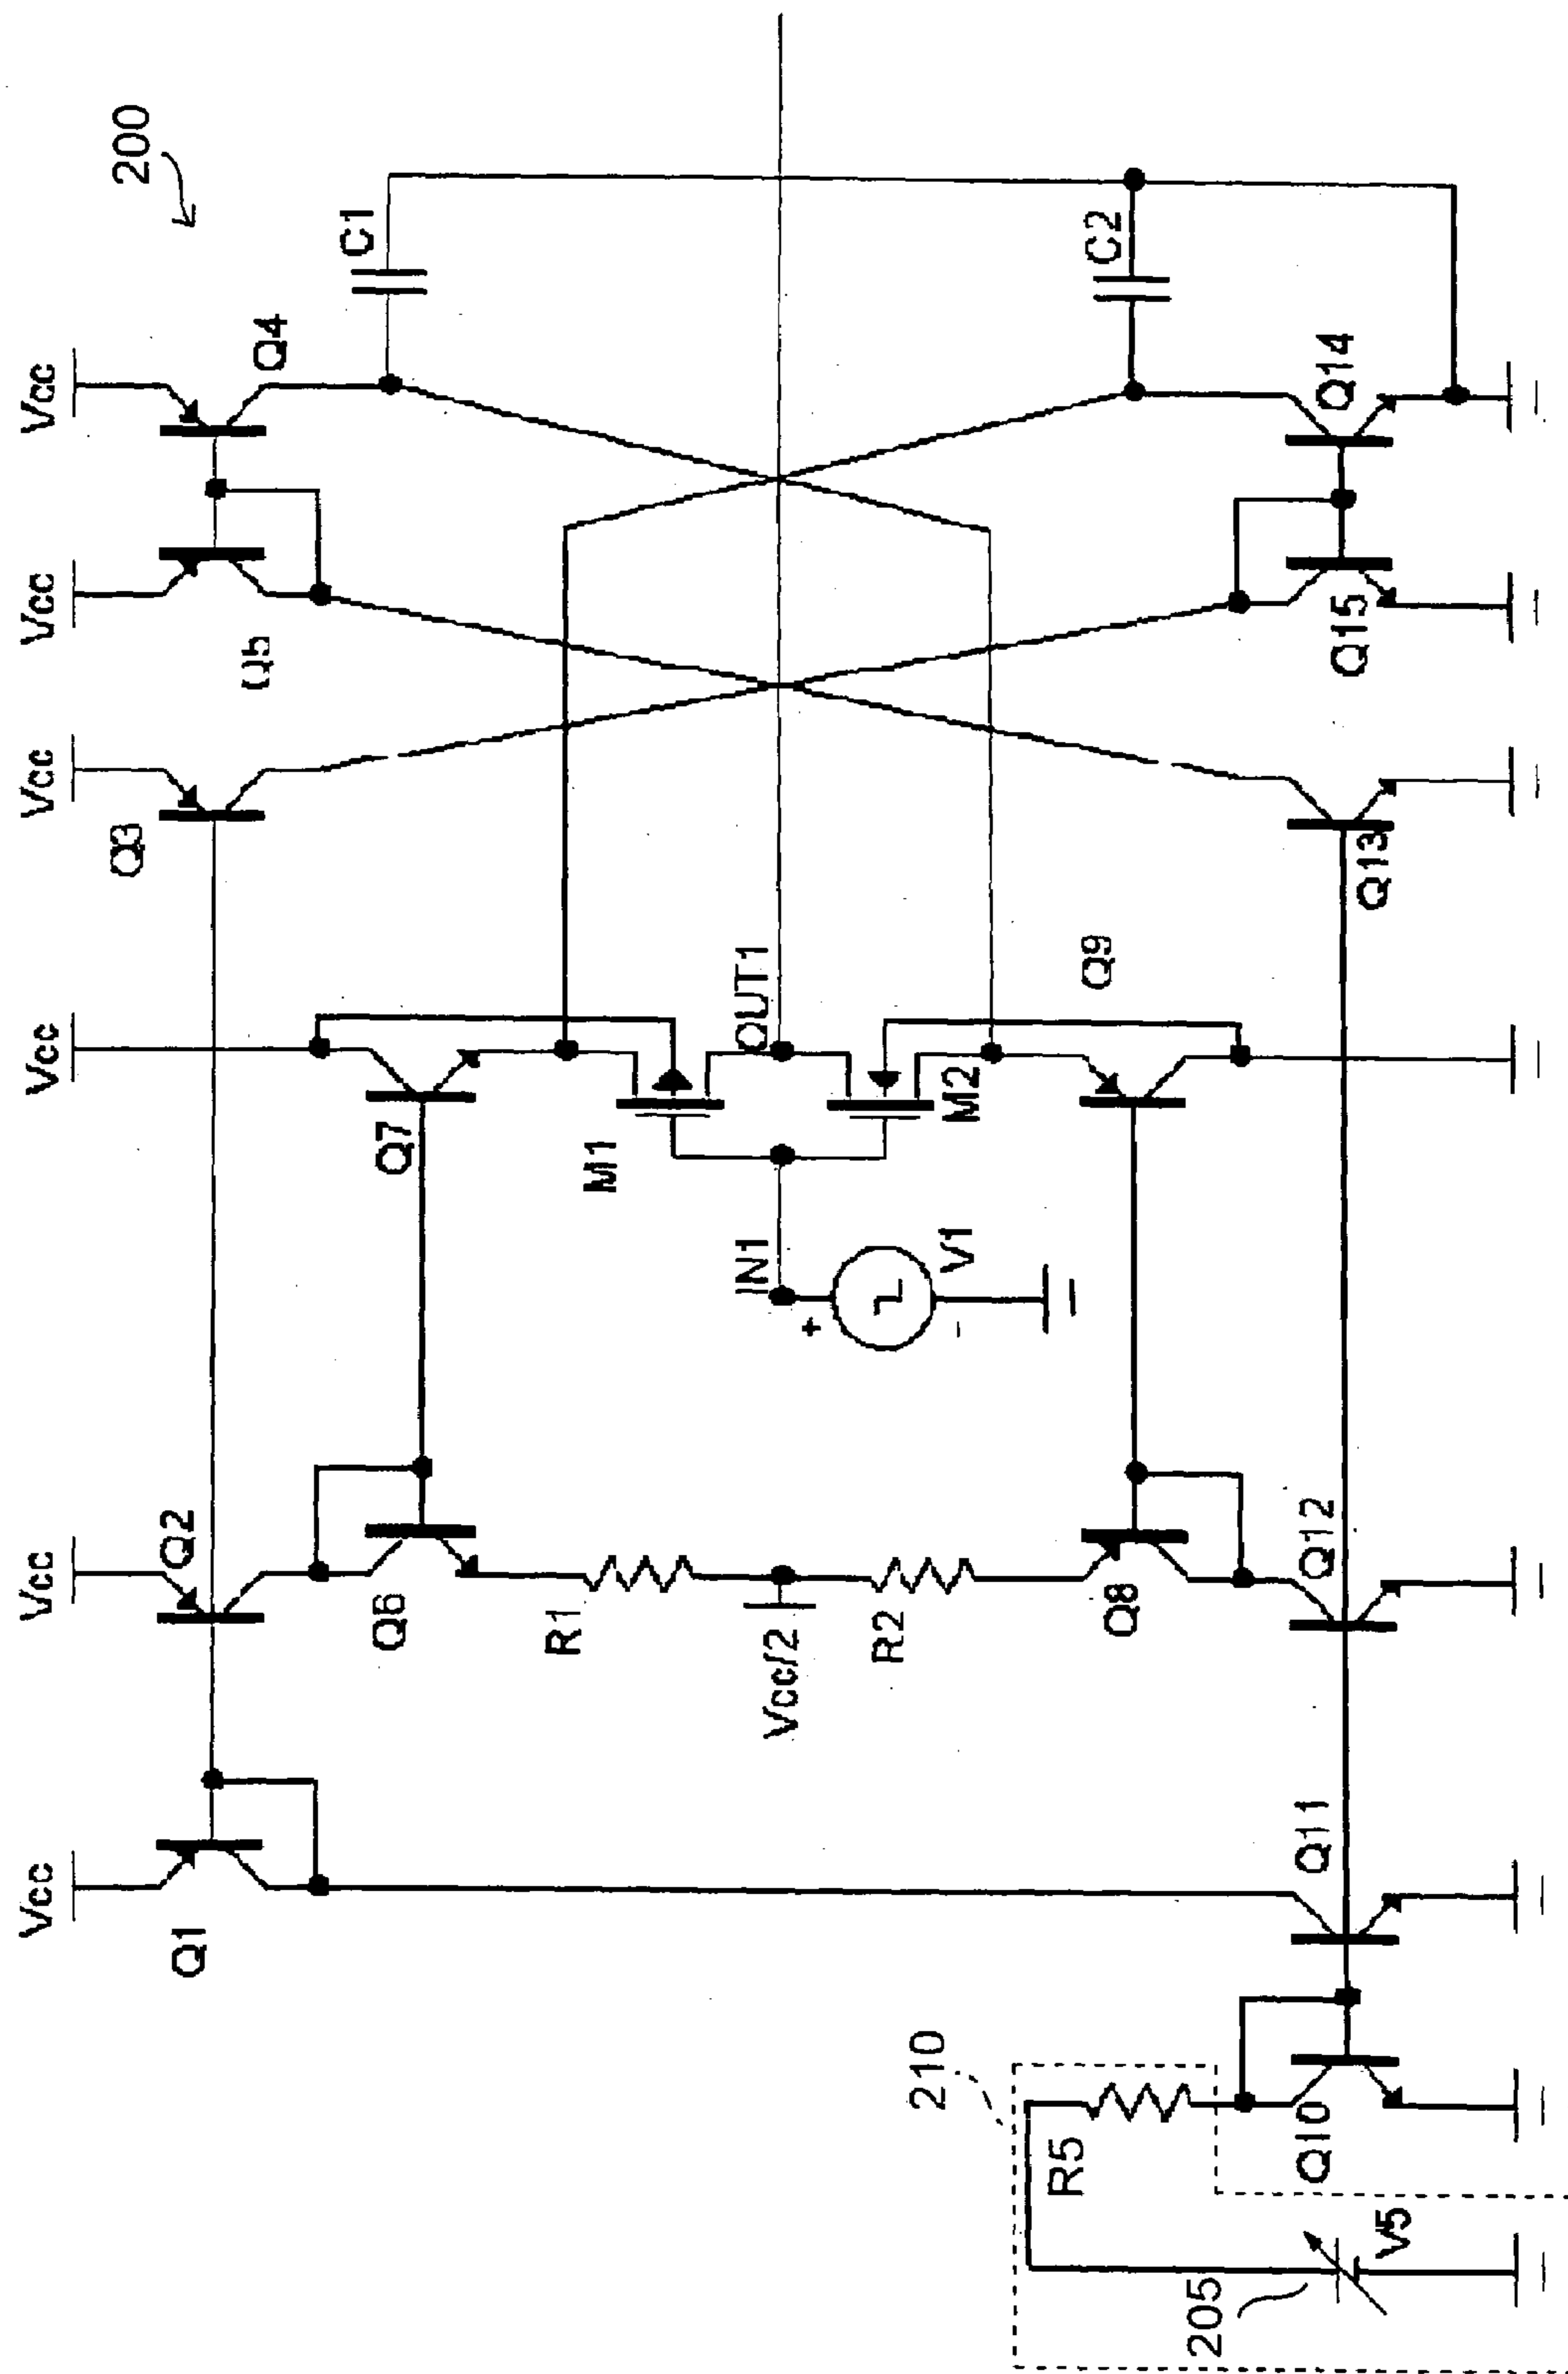 200
Vcc
Vcc
Vcc
Vcc
Vcc
Vcc
Q1
Q2
Q3
Q5
Q4
C1
Q6
Q7
R1
M1
Vcc/2
IN1
OUT1
+
V1
-
R2
M2
Q8
Q9
C2
210
R5
205
V5
Q10
Q11
Q12
Q13
Q15
Q14